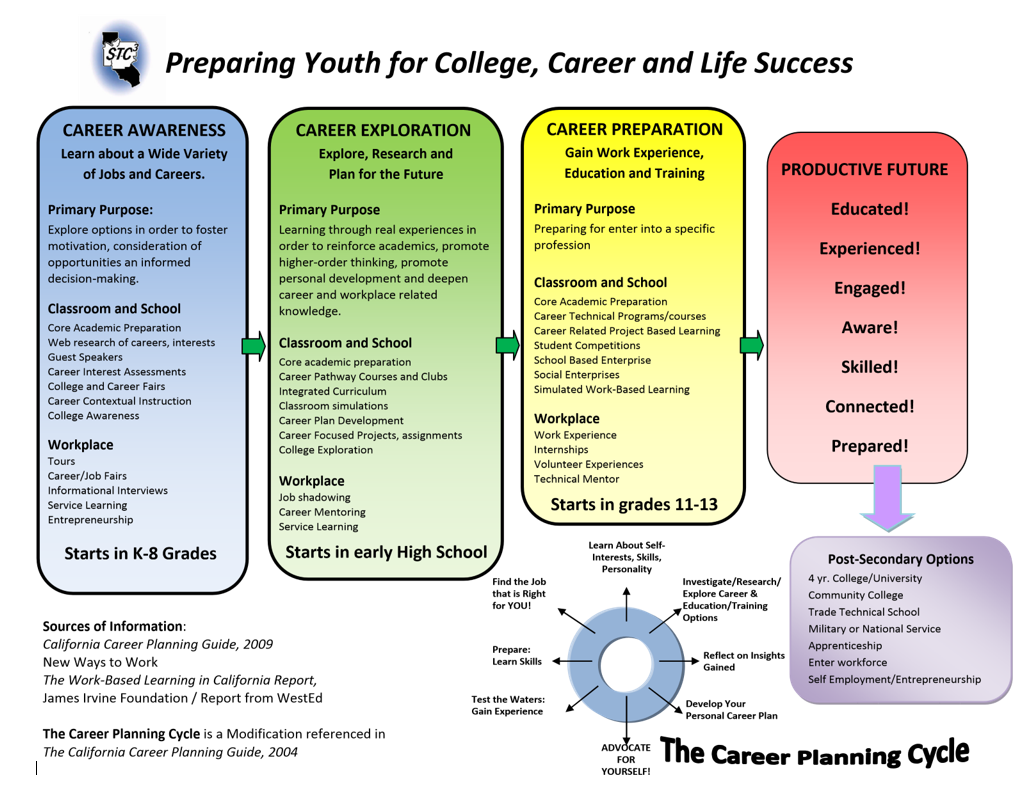 STC3
Preparing Youth for College, Career and Life Success
CAREER AWARENESS
Learn about a Wide Variety
of Jobs and Careers.
Primary Purpose:
Explore options in order to foster
motivation, consideration of
opportunities an informed
decision-making.
Classroom and School
Core Academic Preparation
Web research of careers, interests
Guest Speakers
Career Interest Assessments
College and Career Fairs
Career Contextual Instruction
College Awareness
Workplace
Tours
Career/Job Fairs
Informational Interviews
Service Learning
Entrepreneurship
Starts in K-8 Grades
CAREER EXPLORATION
Explore, Research and
Plan for the Future
Primary Purpose
Learning through real experiences in
order to reinforce academics, promote
higher-order thinking, promote
personal development and deepen
career and workplace related
knowledge.
Classroom and School
Core academic preparation
Career Pathway Courses and Clubs
Integrated Curriculum
Classroom simulations
Career Plan Development
Career Focused Projects, assignments
College Exploration
Workplace
Job shadowing
Career Mentoring
Service Learning
Starts in early High School
CAREER PREPARATION
Gain Work Experience,
Education and Training
Primary Purpose
Preparing for enter into a specific
profession
Classroom and School
Core Academic Preparation
Career Technical Programs/courses
Career Related Project Based Learning
Student Competitions
School Based Enterprise
Social Enterprises
Simulated Work-Based Learning
Workplace
Work Experience
Internships
Volunteer Experiences
Technical Mentor
Starts in grades 11-13
PRODUCTIVE FUTURE
Educated!
Experienced!
Engaged!
Aware!
Skilled!
Connected!
Prepared!
Post-Secondary Options
4 yr. College/University
Community College
Trade Technical School
Military or National Service
Apprenticeship
Enter workforce
Self Employment/Entrepreneurship
Learn About Self-
Interests, Skills,
Personality
Investigate/Research/
Explore Career &
Education/Training
Options
Reflect on Insights
Gained
Develop Your
Personal Career Plan
ADVOCATE
FOR
YOURSELF!
Test the Waters:
Gain Experience
Prepare:
Learn Skills
Find the Job
that is Right
for YOU!
The Career Planning Cycle
Sources of Information:
California Career Planning Guide, 2009
New Ways to Work
The Work-Based Learning in California Report,
James Irvine Foundation / Report from WestEd
The Career Planning Cycle is a Modification referenced in
The California Career Planning Guide, 2004